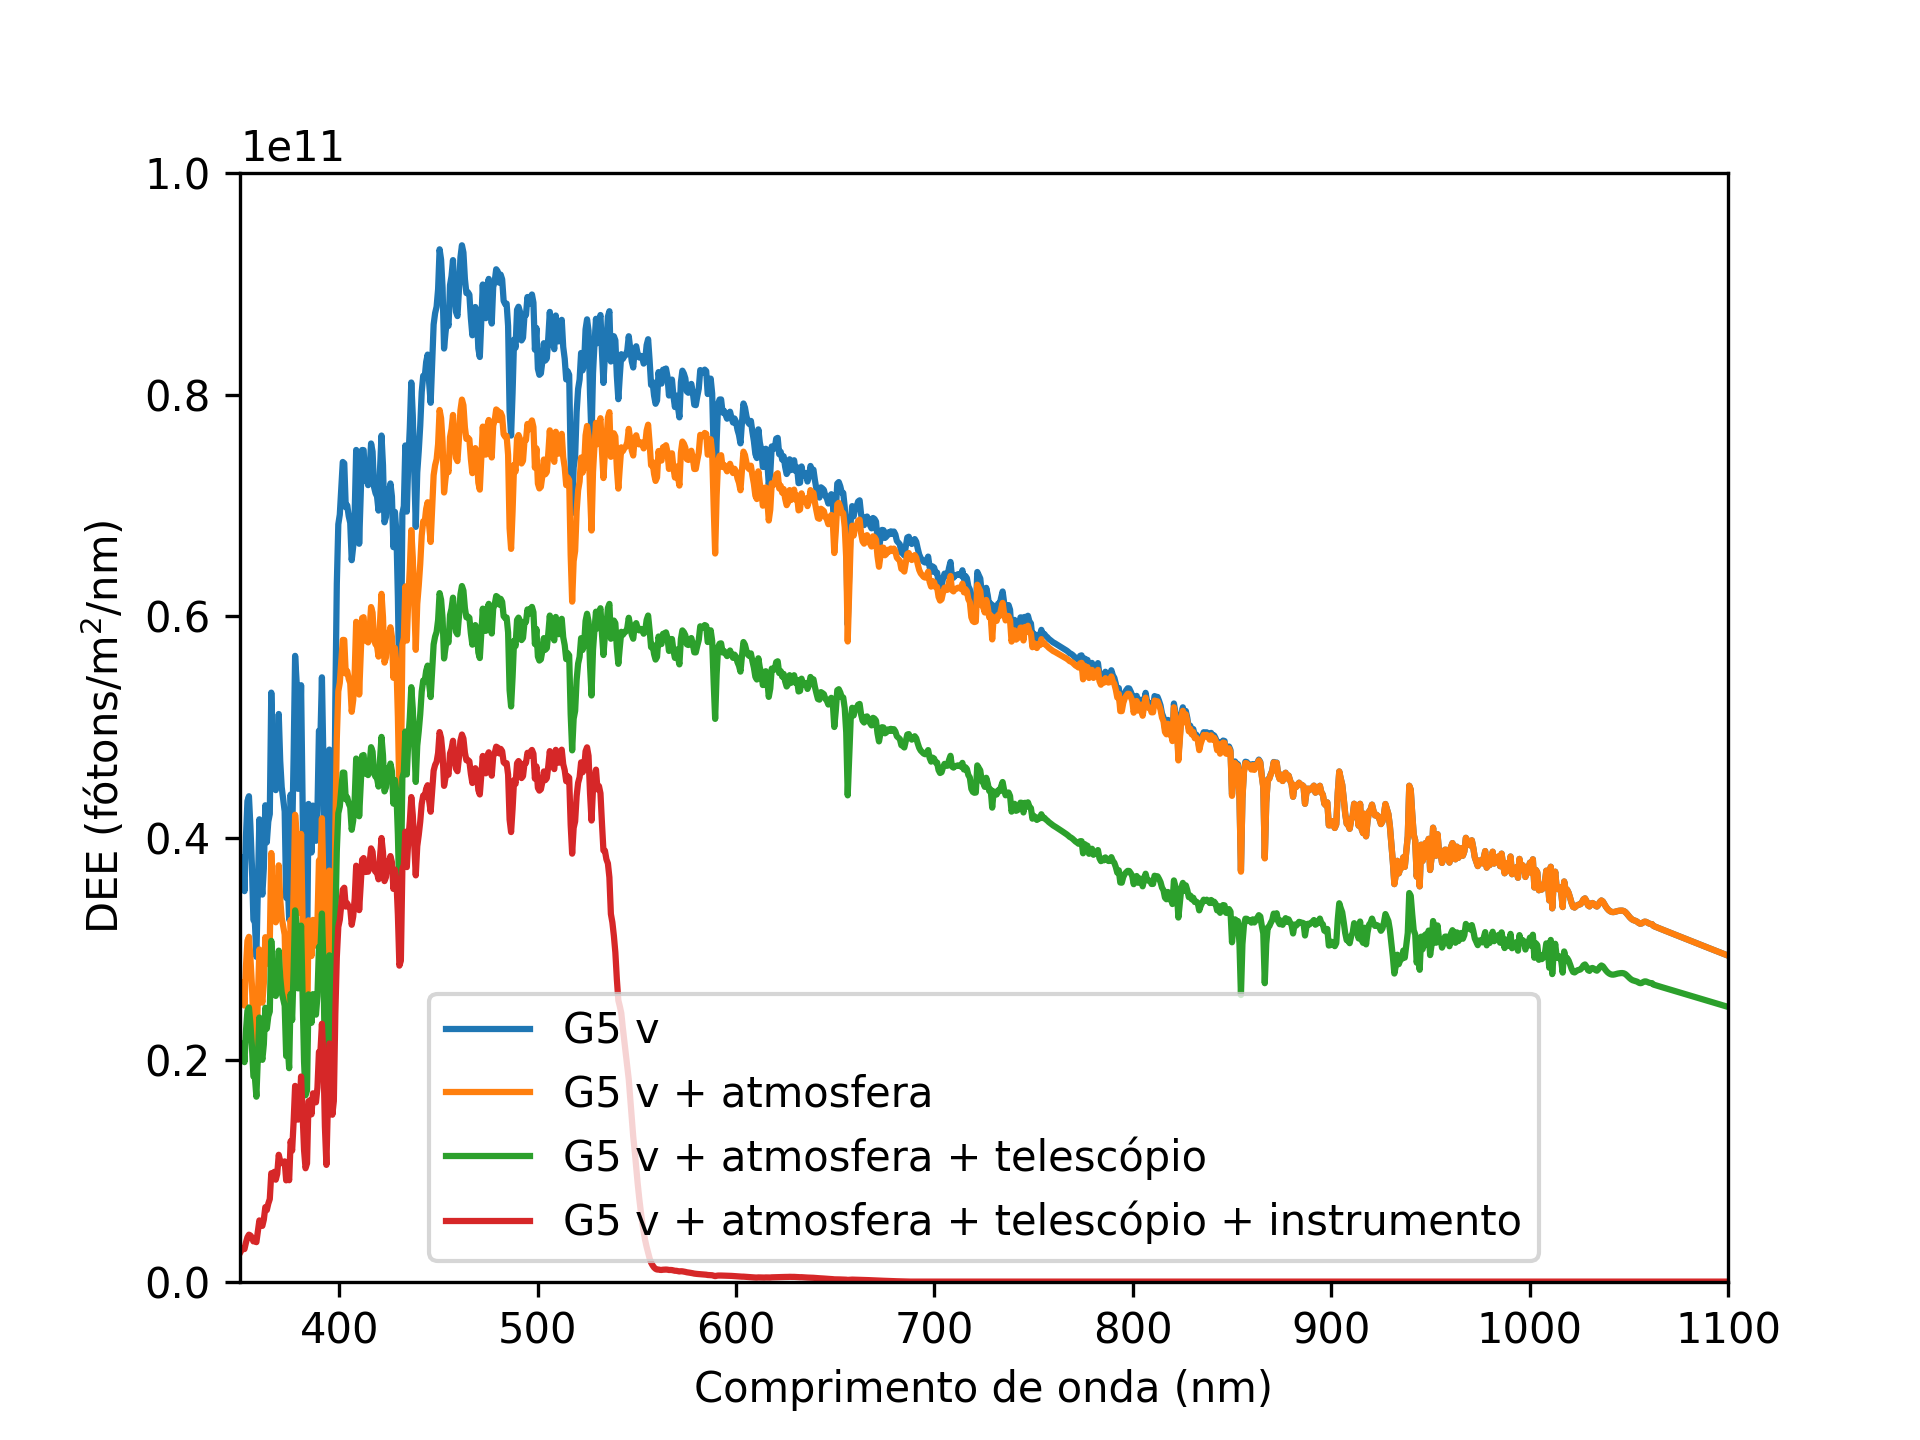 1e11
1.0
0.8
0.6
0.4
0.2
0.0
DEE (fótons/m²/nm)
G5 v
G5 v + atmosfera
G5 v + atmosfera + telescópio
G5 v + atmosfera + telescópio + instrumento
400 500 600 700 800 900 1000 1100
Comprimento de onda (nm)